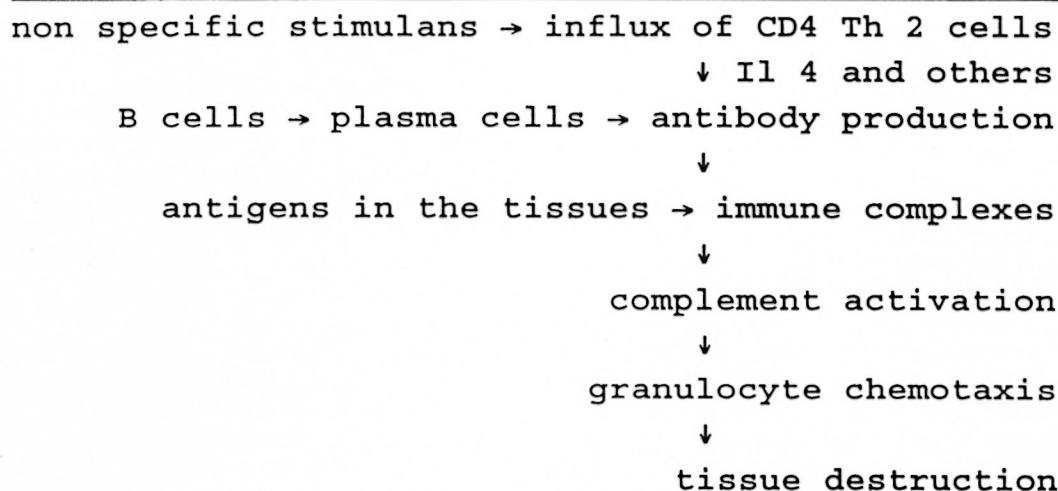 non specific stimulans → influx of CD4 Th 2 cells
↓ Il 4 and others
B cells → plasma cells → antibody production
↓
antigens in the tissues → immune complexes
↓
complement activation
↓
granulocyte chemotaxis
↓
tissue destruction